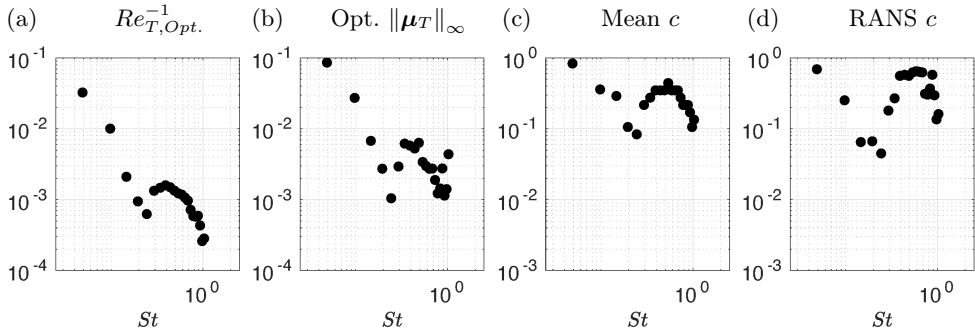 (a) Re_{T,Opt.}^{-1}
10^{-1}
10^{-2}
10^{-3}
10^{-4}
10^0
St
(b) Opt. ‖μ_T‖_∞
10^{-1}
10^{-2}
10^{-3}
10^{-4}
10^0
St
(c) Mean c
10^0
10^{-1}
10^{-2}
10^{-3}
10^0
St
(d) RANS c
10^0
10^{-1}
10^{-2}
10^{-3}
10^0
St